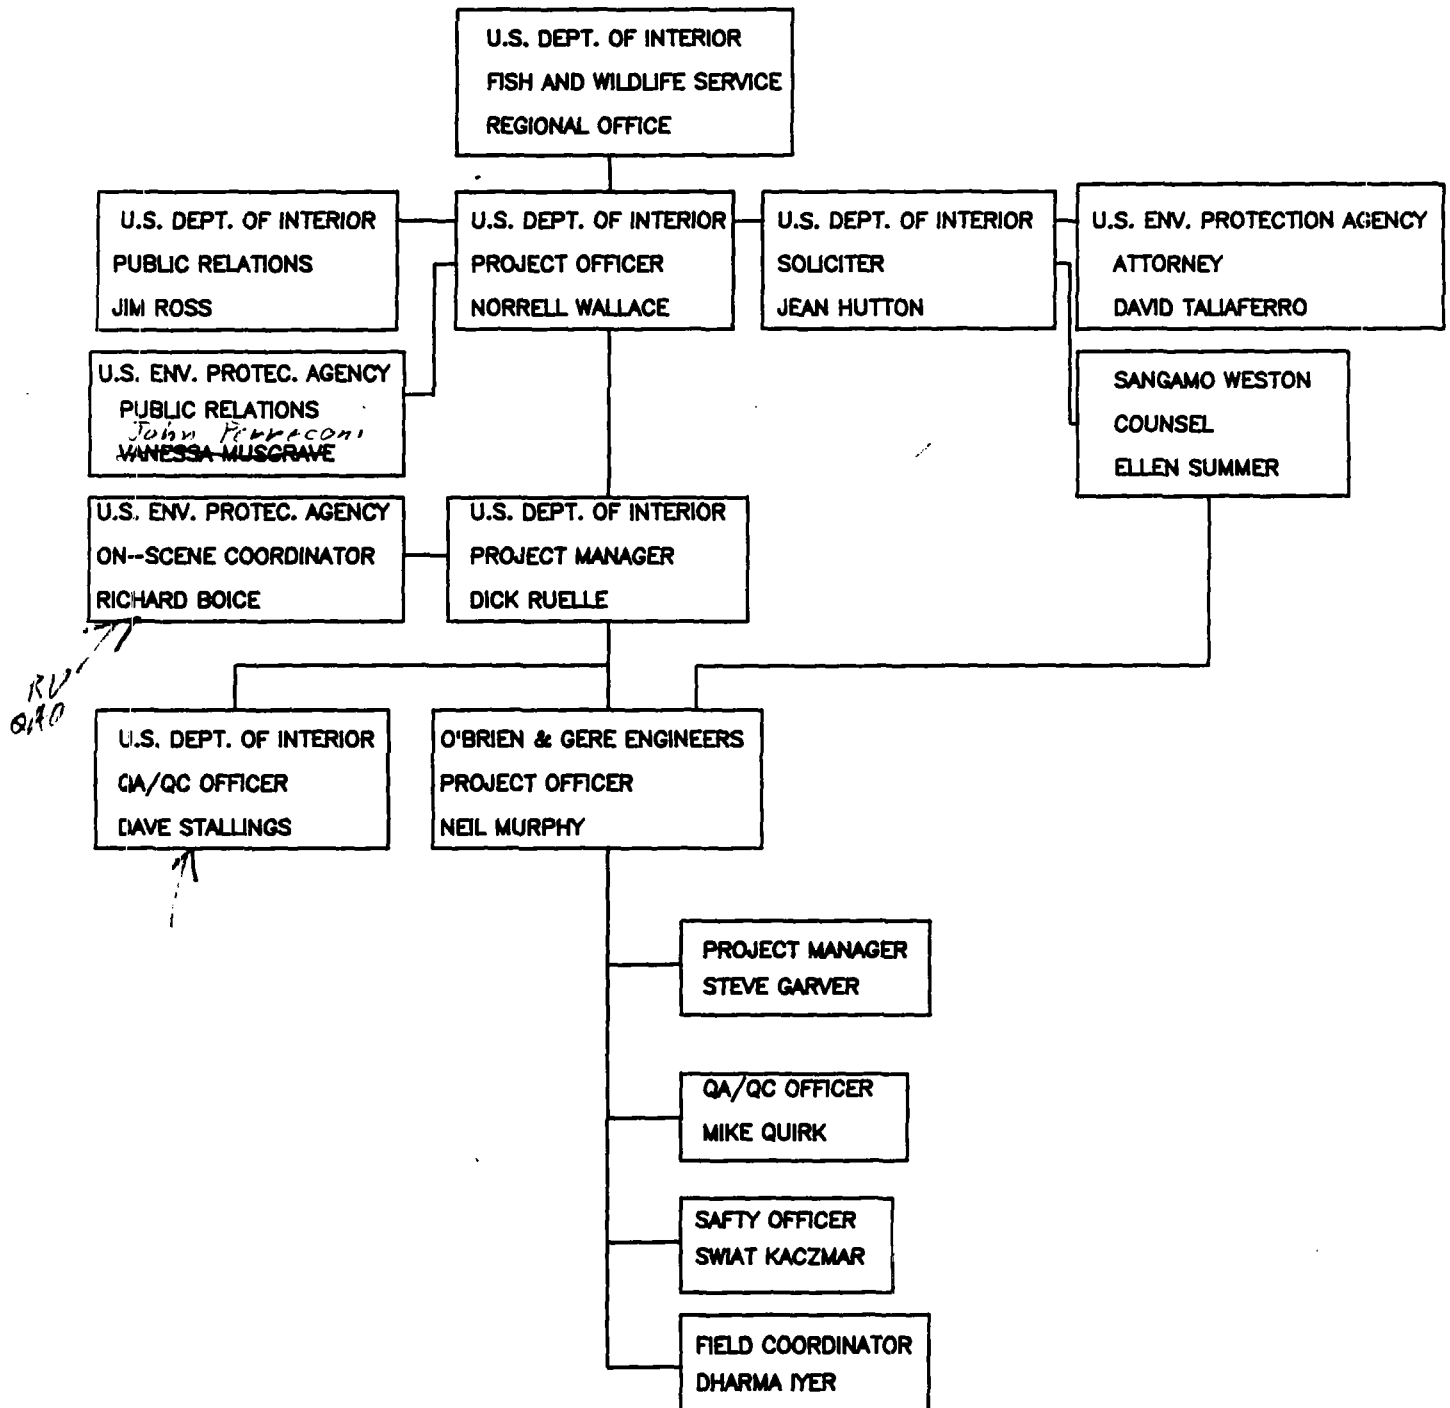 U.S. DEPT. OF INTERIOR
FISH AND WILDLIFE SERVICE
REGIONAL OFFICE
U.S. DEPT. OF INTERIOR
PUBLIC RELATIONS
JIM ROSS
U.S. DEPT. OF INTERIOR
PROJECT OFFICER
NORRELL WALLACE
U.S. DEPT. OF INTERIOR
SOLICITER
JEAN HUTTON
U.S. ENV. PROTECTION AGENCY
ATTORNEY
DAVID TALIAFERRO
U.S. ENV. PROTEC. AGENCY
PUBLIC RELATIONS
John
VANESSA MUSGRAVE
SANGAMO WESTON
COUNSEL
ELLEN SUMMER
U.S. ENV. PROTEC. AGENCY
ON--SCENE COORDINATOR
RICHARD BOICE
U.S. DEPT. OF INTERIOR
PROJECT MANAGER
DICK RUELLE
U.S. DEPT. OF INTERIOR
QA/QC OFFICER
DAVE STALLINGS
O'BRIEN & GERE ENGINEERS
PROJECT OFFICER
NEIL MURPHY
PROJECT MANAGER
STEVE GARVER
QA/QC OFFICER
MIKE QUIRK
SAFTY OFFICER
SWIAT KACZMAR
FIELD COORDINATOR
DHARMA IYER